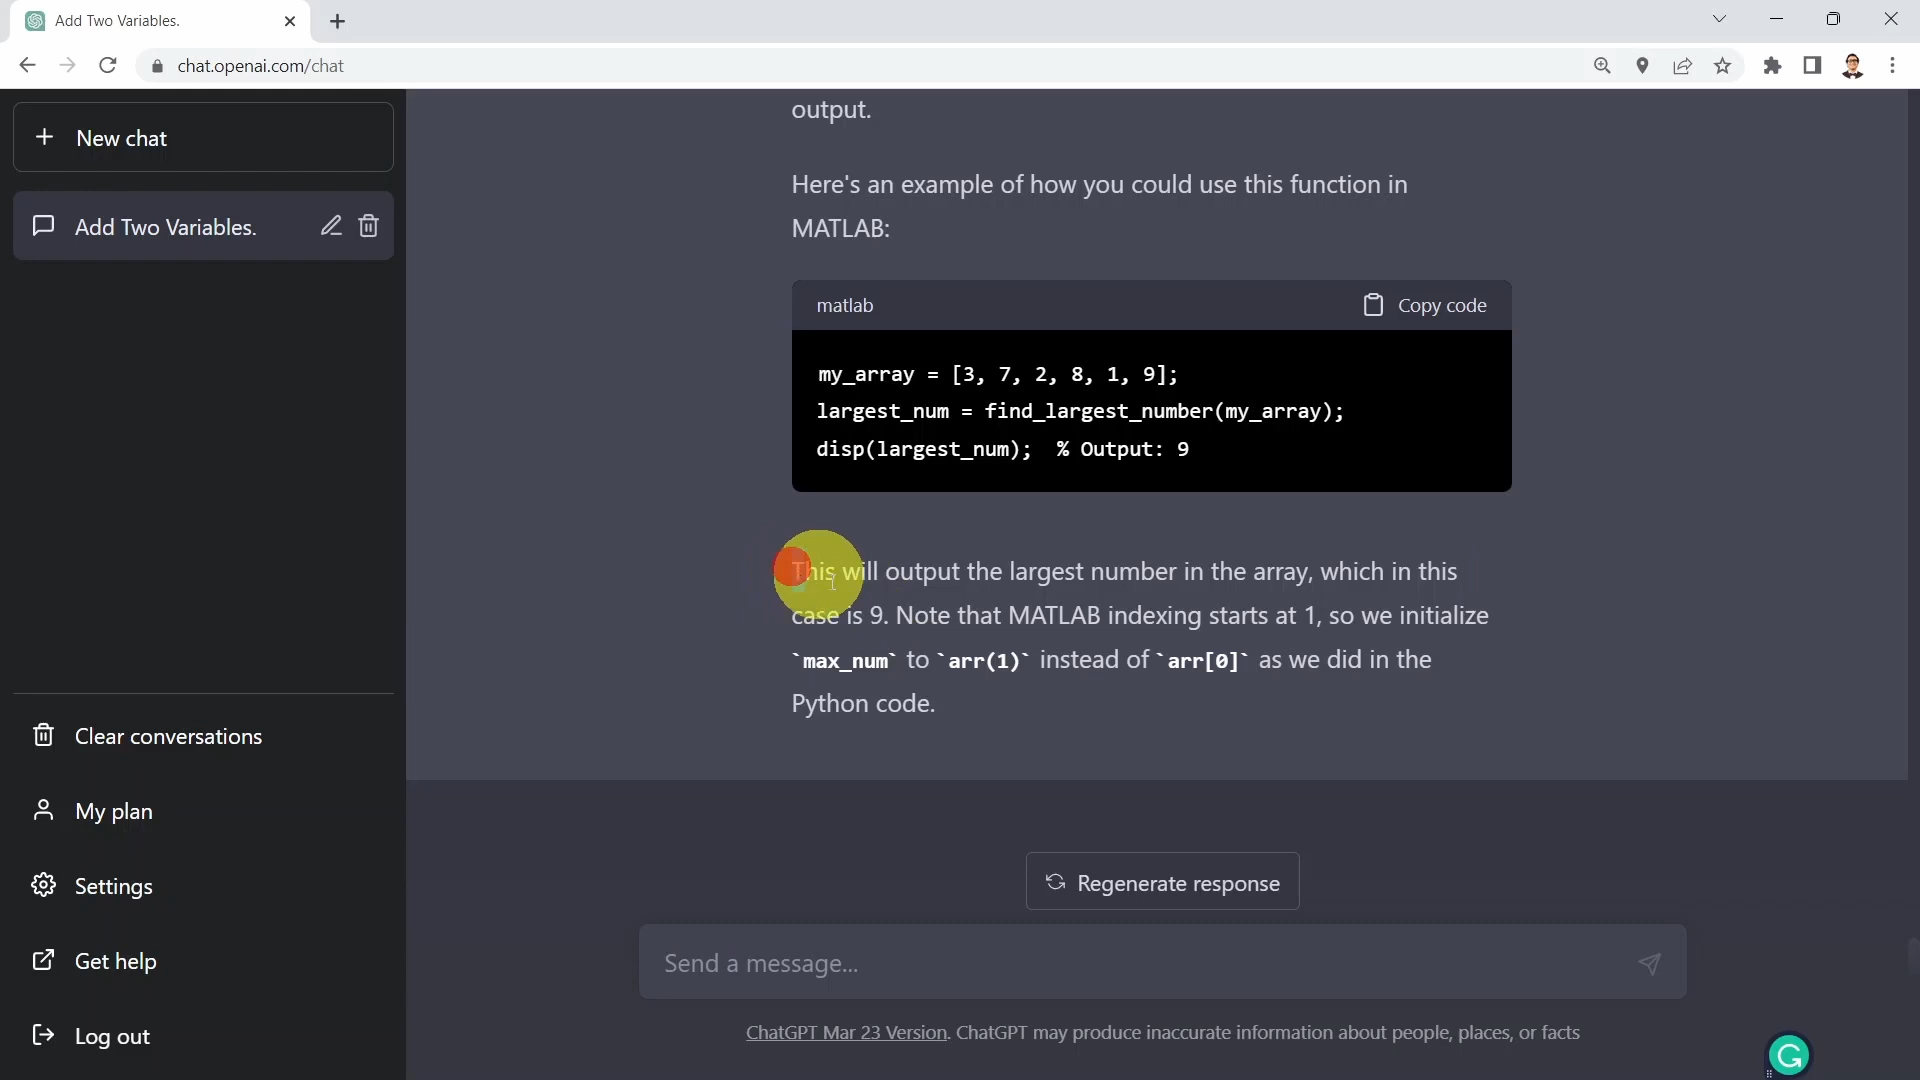 Add Two Variables.
chat.openai.com/chat
New chat
Add Two Variables.
Clear conversations
My plan
Settings
Get help
Log out
output.
Here's an example of how you could use this function in
MATLAB:
matlab
Copy code
my_array = [3, 7, 2, 8, 1, 9];
largest_num = find_largest_number(my_array);
disp(largest_num);  % Output: 9
This will output the largest number in the array, which in this
case is 9. Note that MATLAB indexing starts at 1, so we initialize
`max_num` to `arr(1)` instead of `arr[0]` as we did in the
Python code.
Regenerate response
Send a message...
ChatGPT Mar 23 Version. ChatGPT may produce inaccurate information about people, places, or facts